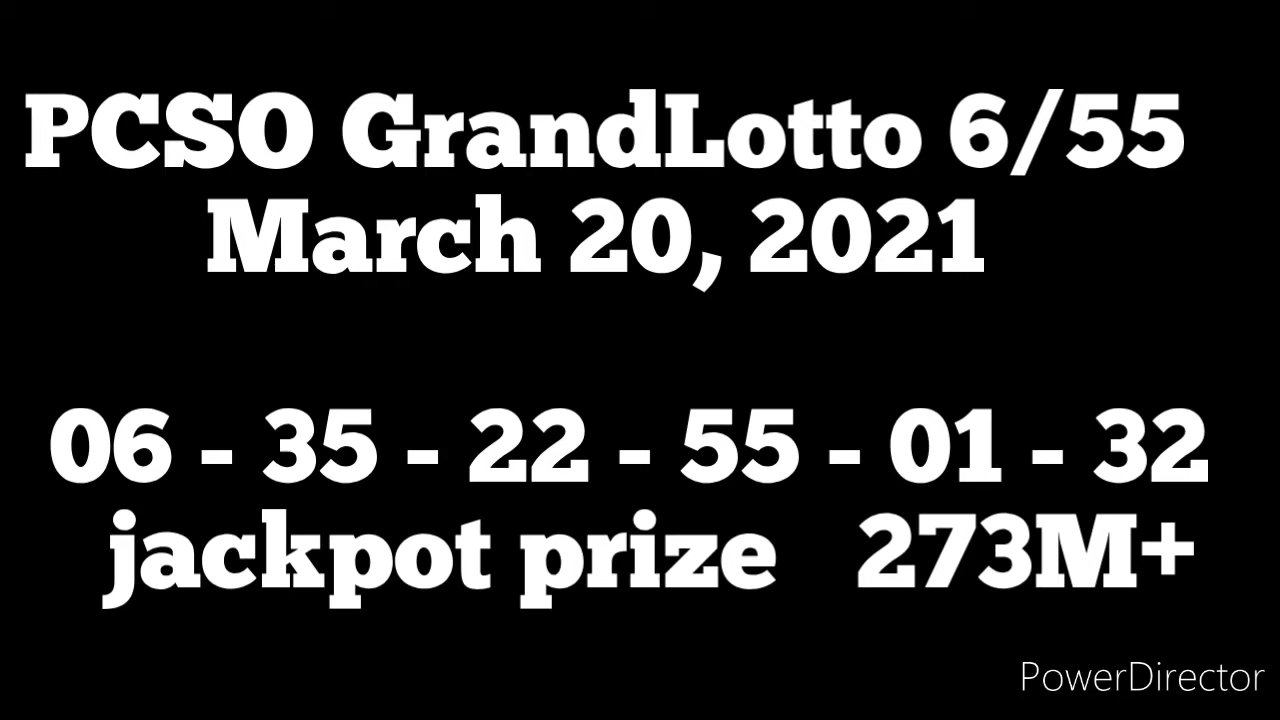 PCSO GrandLotto 6/55
March 20, 2021
06 - 35 - 22 - 55 - 01 - 32
jackpot prize 273M+
PowerDirector